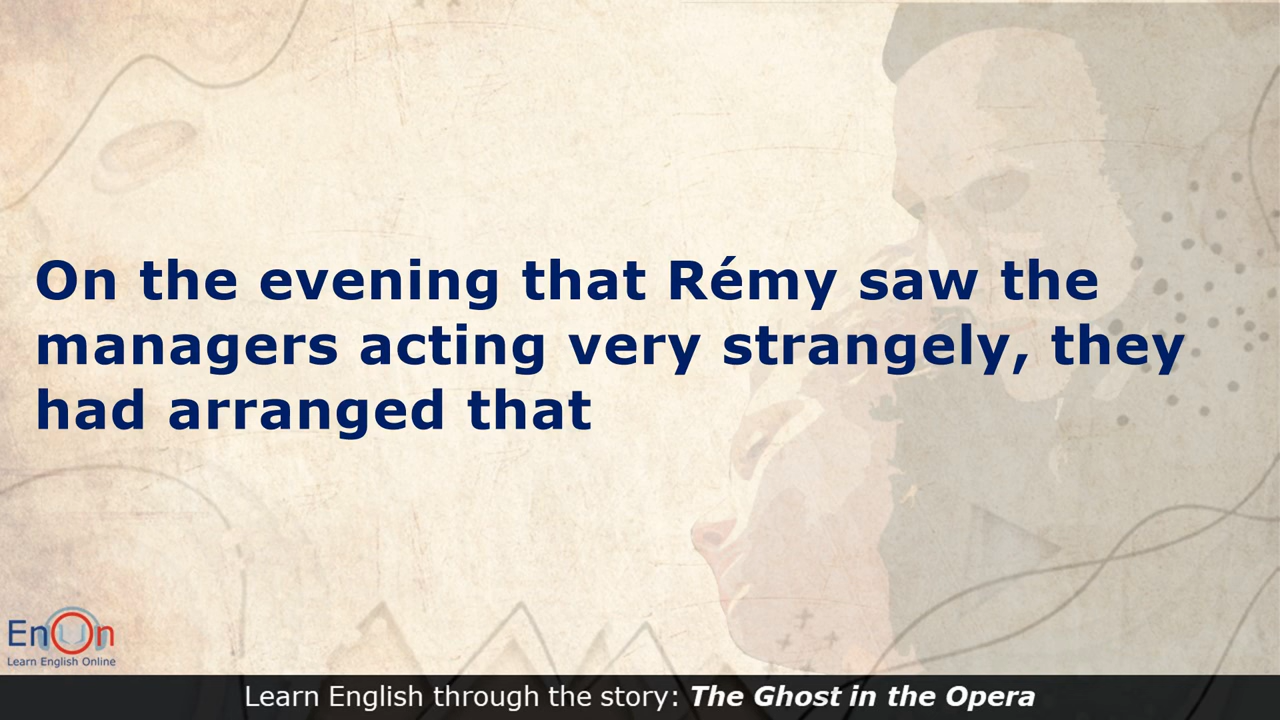 On the evening that Rémy saw the
managers acting very strangely, they
had arranged that
EnOn
Learn English Online
Learn English through the story: The Ghost in the Opera